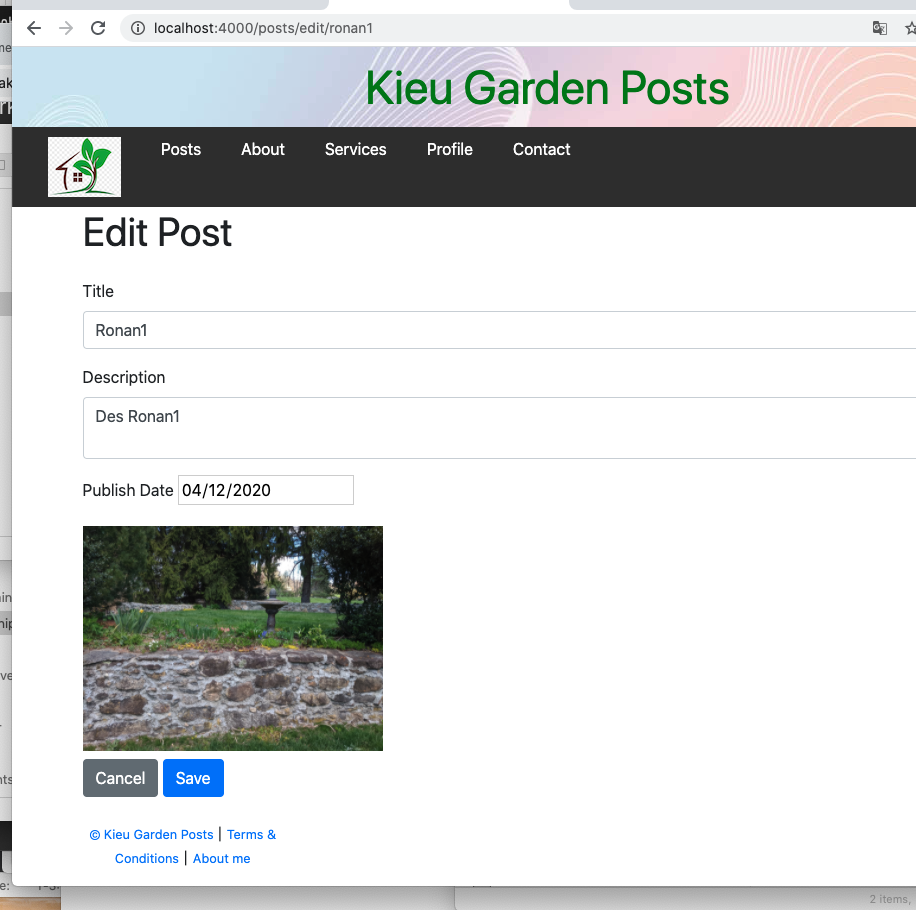 localhost:4000/posts/edit/ronan1
Kieu Garden Posts
Posts About Services Profile Contact
Edit Post
Title
Ronan1
Description
Des Ronan1
Publish Date 04/12/2020
Cancel Save
© Kieu Garden Posts | Terms &
Conditions | About me
2 items,